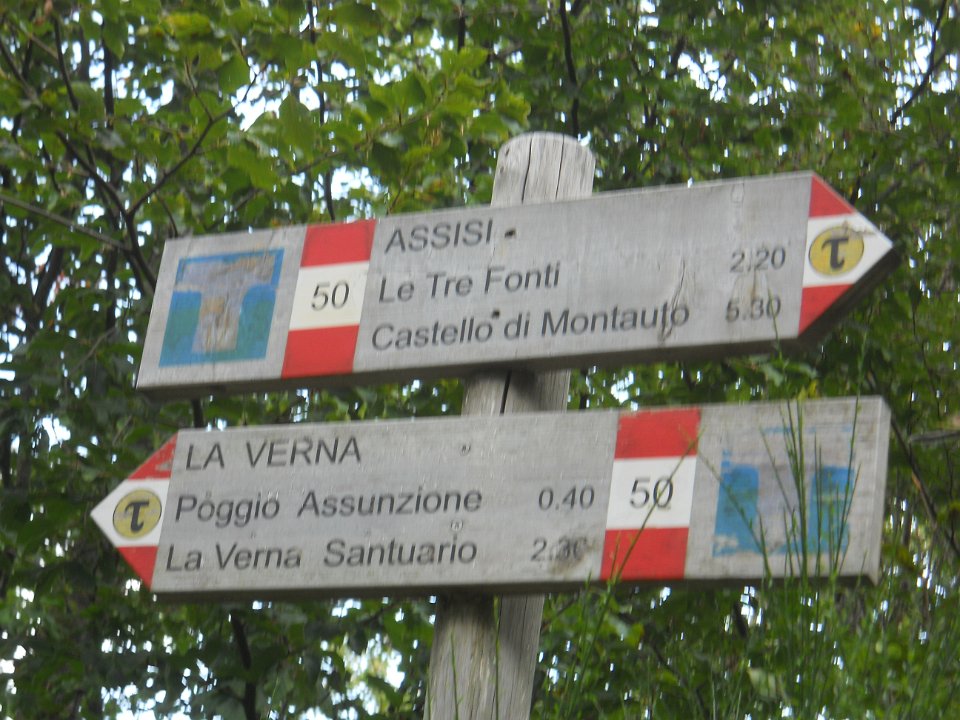 ASSISI
Le Tre Fonti 2.20
50
Castello di Montauto 5.30
τ
LA VERNA
Poggio Assunzione 0.40
50
τ
La Verna Santuario 2.30